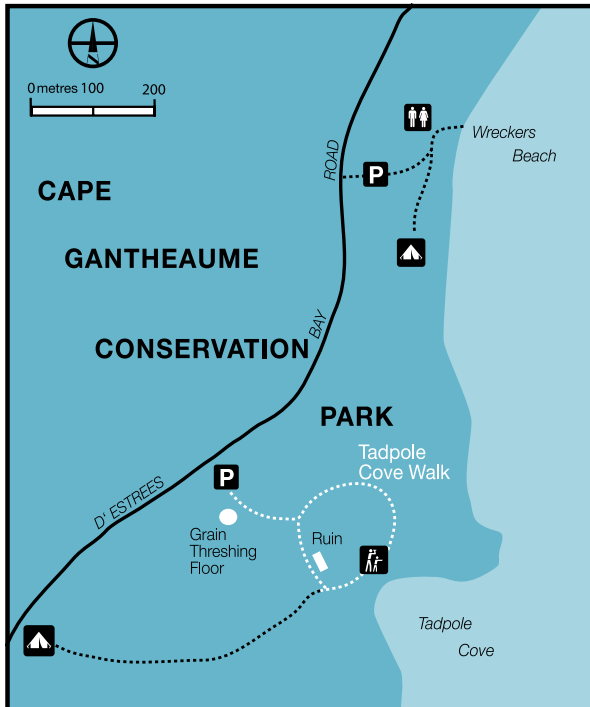 N
0 metres 100 200
Wreckers
Beach
ROAD
P
CAPE
GANTHEAUME
BAY
CONSERVATION
PARK
Tadpole
Cove Walk
P
D' ESTREES
Grain
Threshing
Floor
Ruin
Tadpole
Cove